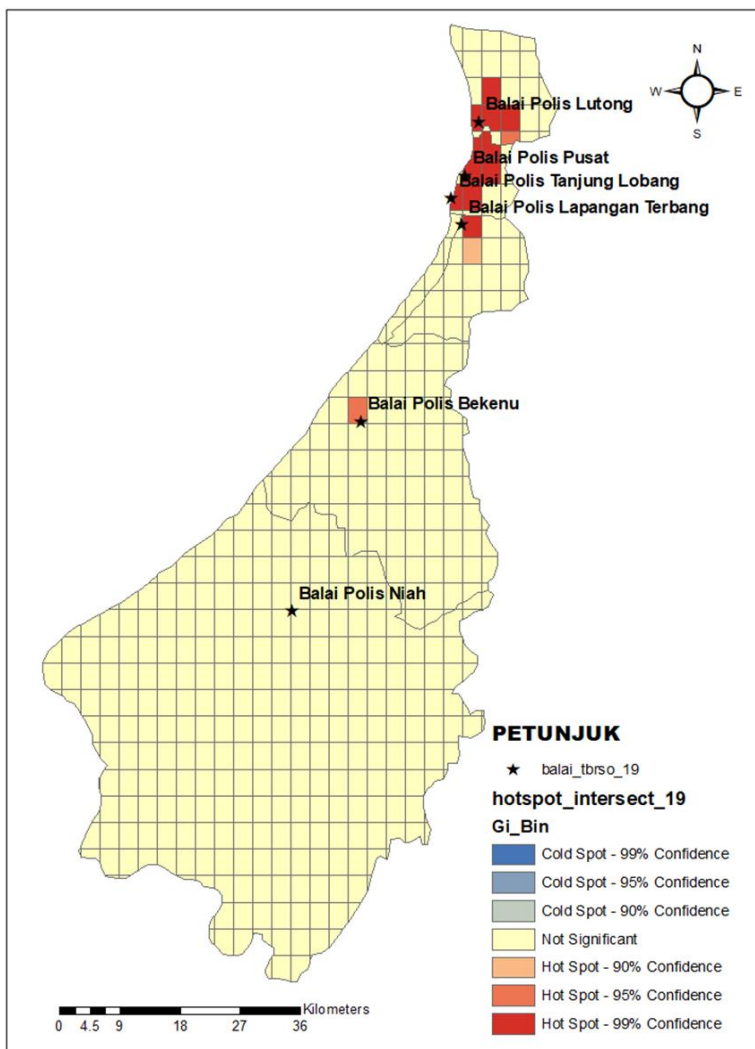 N
W E
S
Balai Polis Lutong
Balai Polis Pusat
Balai Polis Tanjung Lobang
Balai Polis Lapangan Terbang
Balai Polis Bekenu
Balai Polis Niah
PETUNJUK
balai_tbrso_19
hotspot_intersect_19
Gi_Bin
Cold Spot - 99% Confidence
Cold Spot - 95% Confidence
Cold Spot - 90% Confidence
Not Significant
Hot Spot - 90% Confidence
Hot Spot - 95% Confidence
Hot Spot - 99% Confidence
Kilometers
0 4.5 9 18 27 36